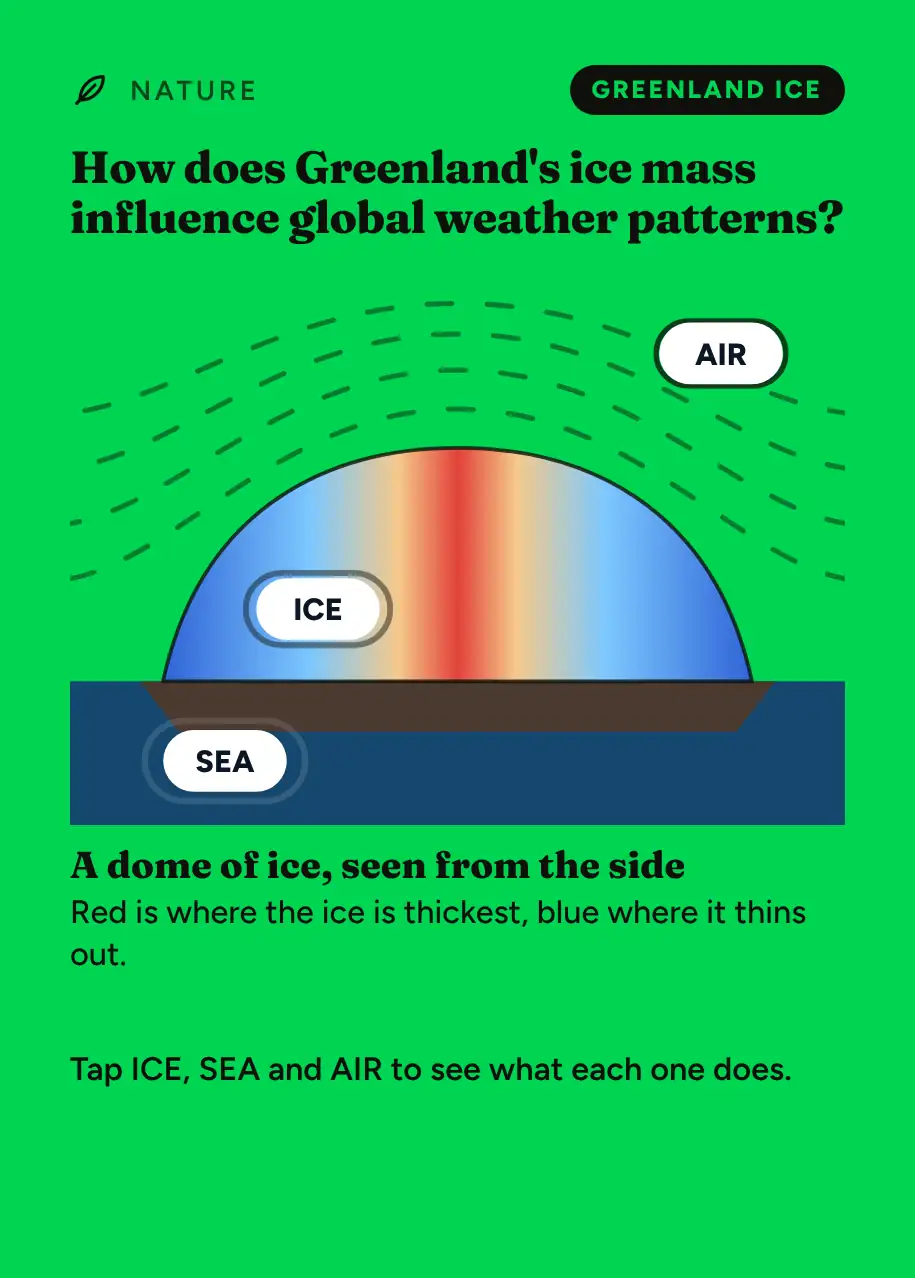 NATURE
GREENLAND ICE
How does Greenland's ice mass
influence global weather patterns?
AIR
ICE
SEA
A dome of ice, seen from the side
Red is where the ice is thickest, blue where it thins
out.
Tap ICE, SEA and AIR to see what each one does.